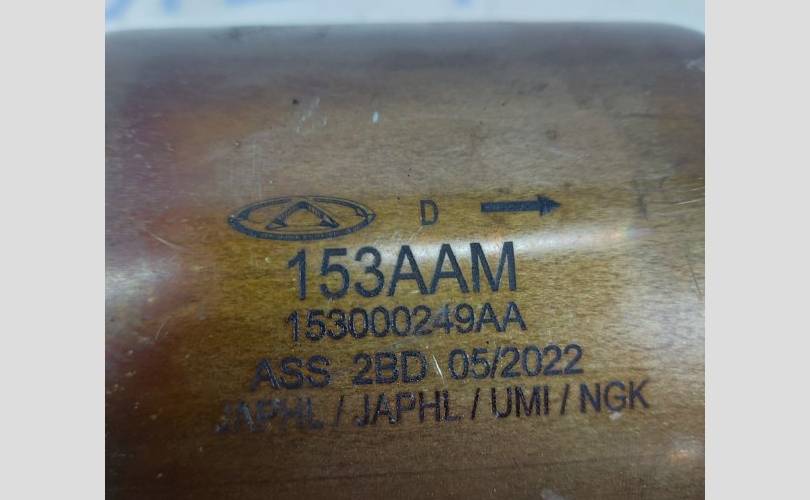 D
153AAM
153000249AA
ASS 2BD 05/2022
JAPHL / JAPHL / UMI / NGK